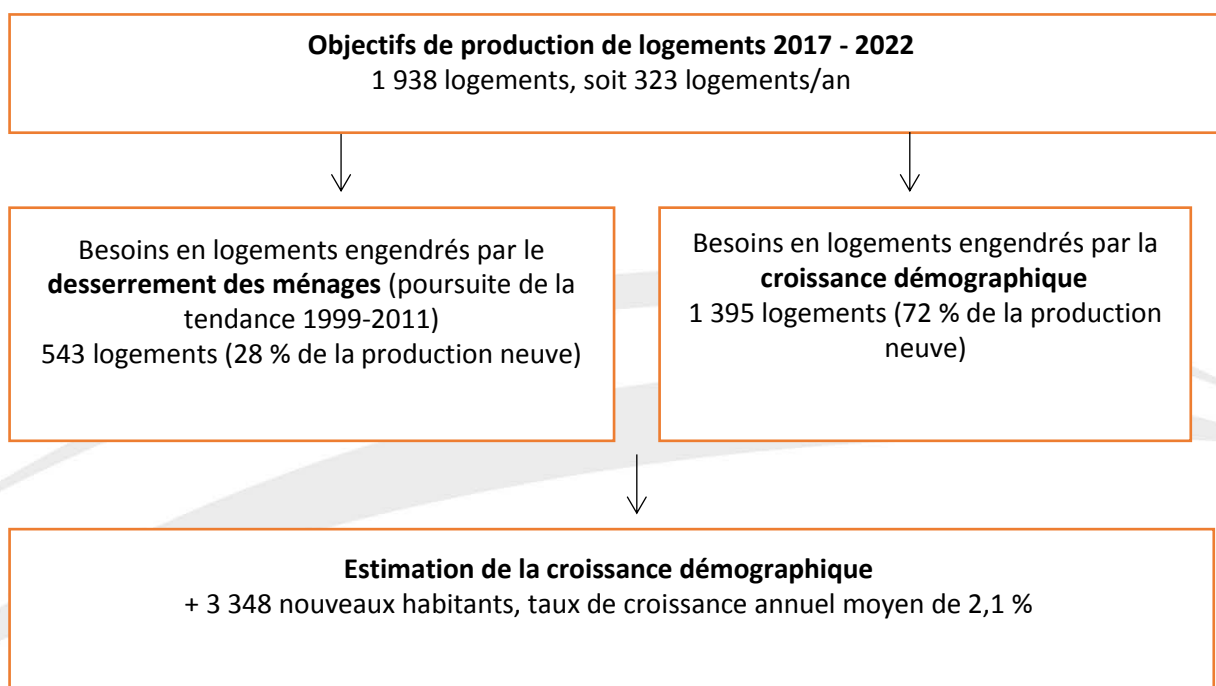 Objectifs de production de logements 2017 - 2022
1 938 logements, soit 323 logements/an
Besoins en logements engendrés par le
desserrement des ménages (poursuite de la
tendance 1999-2011)
543 logements (28 % de la production neuve)
Besoins en logements engendrés par la
croissance démographique
1 395 logements (72 % de la production
neuve)
Estimation de la croissance démographique
+ 3 348 nouveaux habitants, taux de croissance annuel moyen de 2,1 %